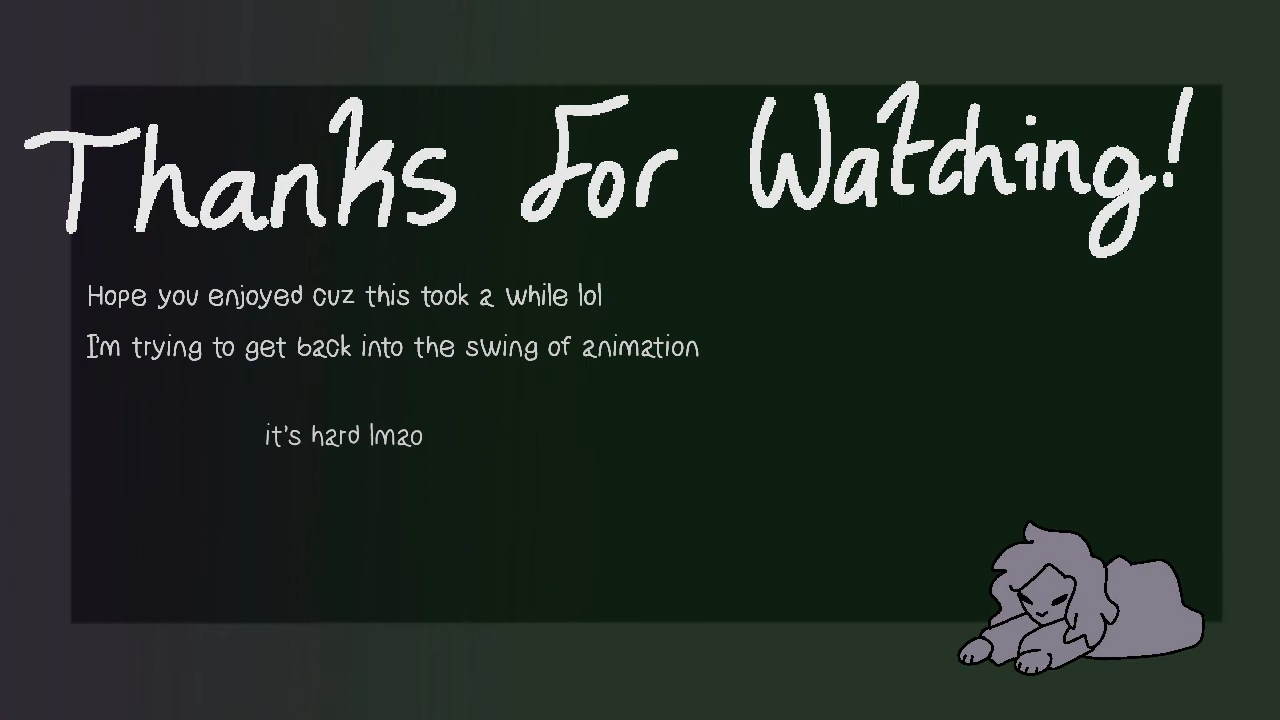 Thanks For Watching!
Hope you enjoyed cuz this took a while lol
I'm trying to get back into the swing of animation
it's hard lmao